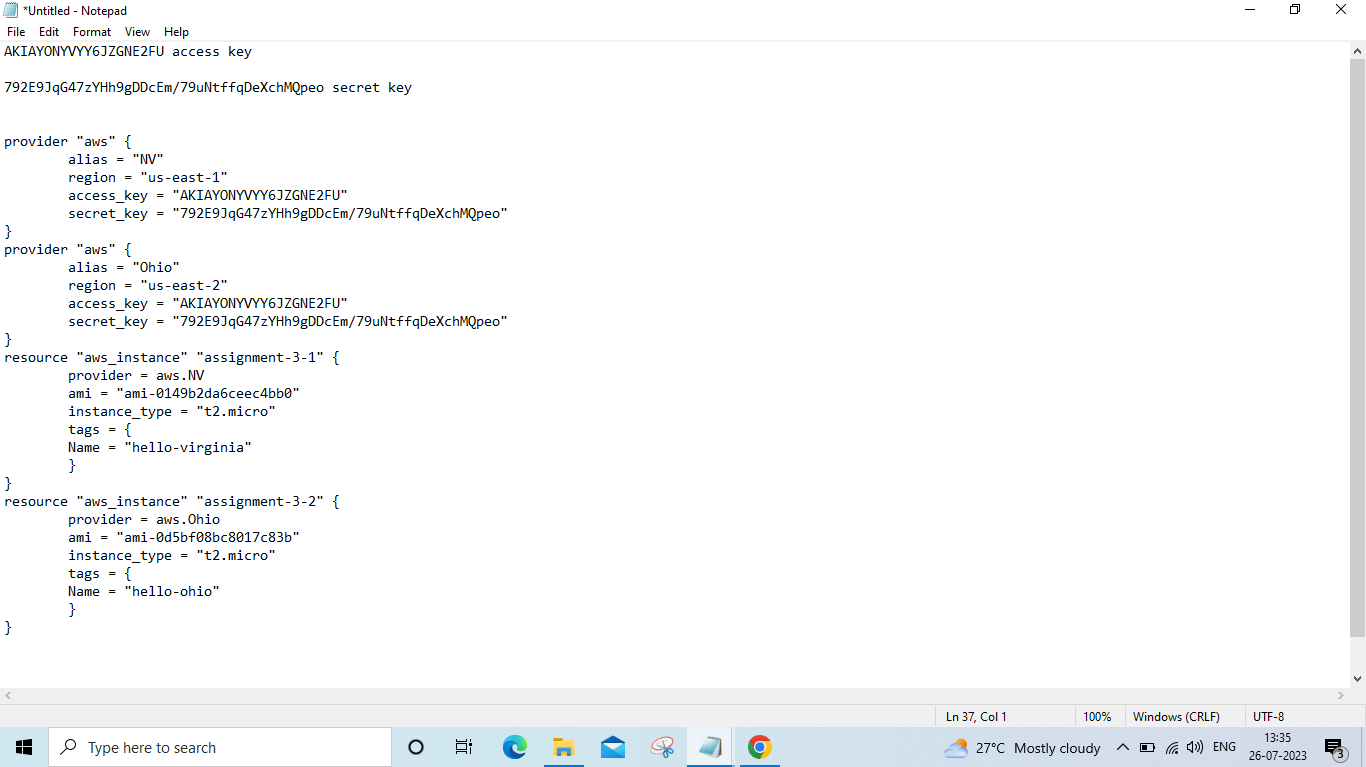 *Untitled - Notepad
File Edit Format View Help
AKIAYONYVYY6JZGNE2FU access key
792E9JqG47zYHh9gDDcEm/79uNtffqDeXchMQpeo secret key
provider "aws" {
alias = "NV"
region = "us-east-1"
access_key = "AKIAYONYVYY6JZGNE2FU"
secret_key = "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"
}
provider "aws" {
alias = "Ohio"
region = "us-east-2"
access_key = "AKIAYONYVYY6JZGNE2FU"
secret_key = "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"
}
resource "aws_instance" "assignment-3-1" {
provider = aws.NV
ami = "ami-0149b2da6ceec4bb0"
instance_type = "t2.micro"
tags = {
Name = "hello-virginia"
}
}
resource "aws_instance" "assignment-3-2" {
provider = aws.Ohio
ami = "ami-0d5bf08bc8017c83b"
instance_type = "t2.micro"
tags = {
Name = "hello-ohio"
}
}
Ln 37, Col 1 100% Windows (CRLF) UTF-8
Type here to search 27°C Mostly cloudy ENG 13:35
26-07-2023 3